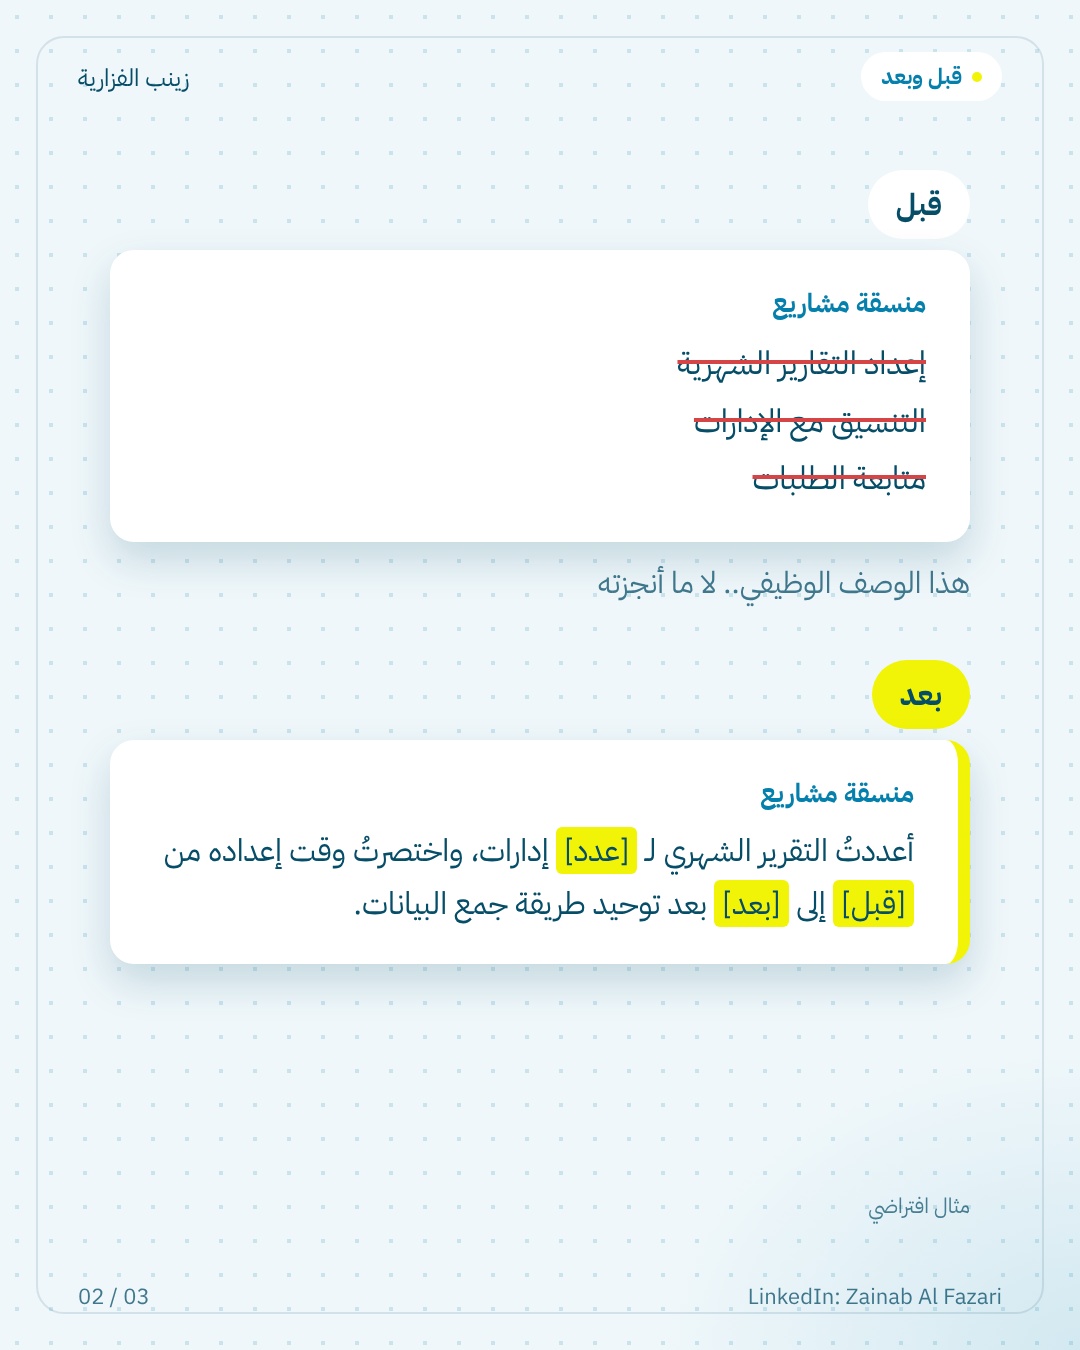 قبل وبعد
زينب الفزارية
قبل
منسقة مشاريع
إعداد التقارير الشهرية
التنسيق مع الإدارات
متابعة الطلبات
هذا الوصف الوظيفي.. لا ما أنجزته
بعد
منسقة مشاريع
أعددتُ التقرير الشهري لـ [عدد] إدارات، واختصرتُ وقت إعداده من
[قبل] إلى [بعد] بعد توحيد طريقة جمع البيانات.
مثال افتراضي
LinkedIn: Zainab Al Fazari
02 / 03